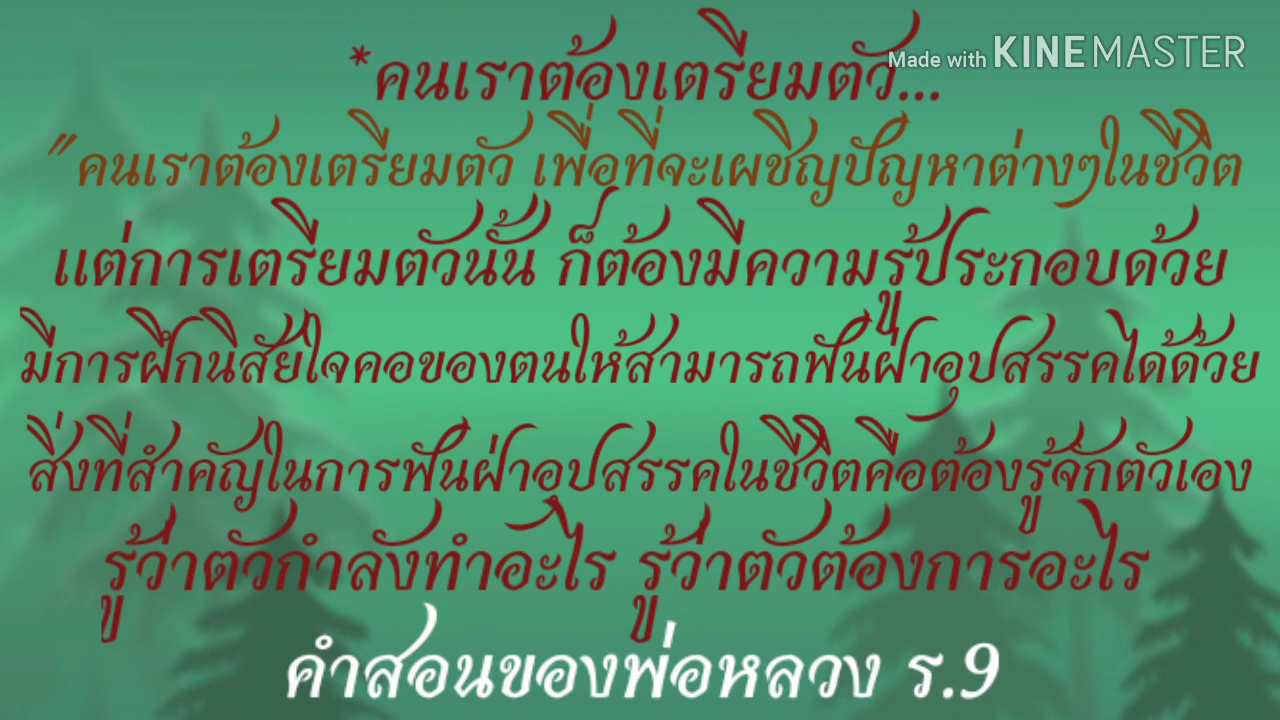 Made with KINEMASTER
*คนเราต้องเตรียมตัว...
"คนเราต้องเตรียมตัว เพื่อที่จะเผชิญปัญหาต่างๆในชีวิต
แต่การเตรียมตัวนั้น ก็ต้องมีความรู้ประกอบด้วย
มีการฝึกนิสัยใจคอของตนให้สามารถฟันฝ่าอุปสรรคได้ด้วย
สิ่งที่สำคัญในการฟันฝ่าอุปสรรคในชีวิตคือต้องรู้จักตัวเอง
รู้ว่าตัวกำลังทำอะไร รู้ว่าตัวต้องการอะไร
คำสอนของพ่อหลวง ร.9